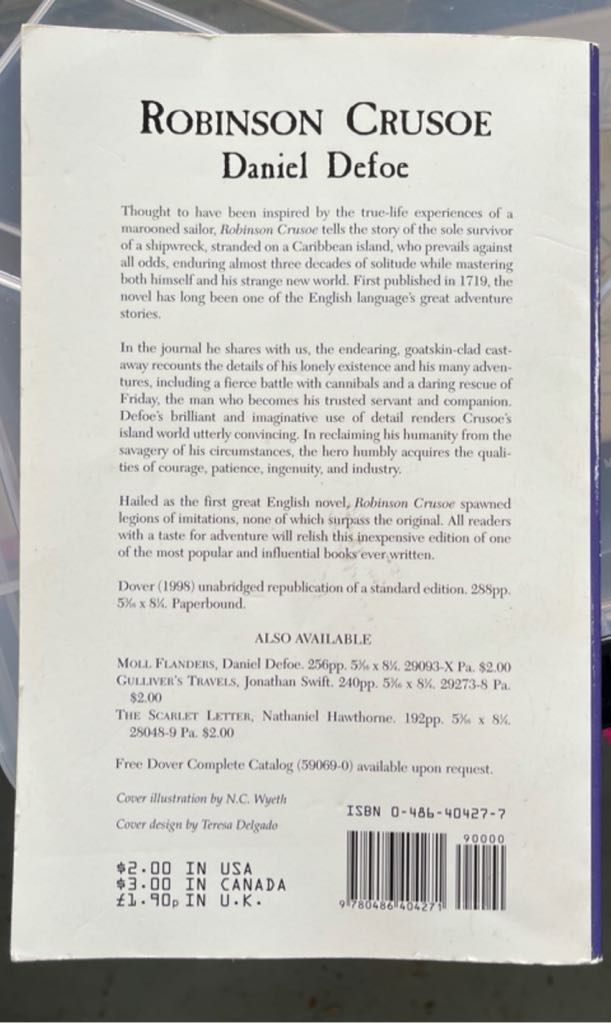 ROBINSON CRUSOE
Daniel Defoe
Thought to have been inspired by the true-life experiences of a
marooned sailor, Robinson Crusoe tells the story of the sole survivor
of a shipwreck, stranded on a Caribbean island, who prevails against
all odds, enduring almost three decades of solitude while mastering
both himself and his strange new world. First published in 1719, the
novel has long been one of the English language's great adventure
stories.
In the journal he shares with us, the endearing, goatskin-clad cast-
away recounts the details of his lonely existence and his many adven-
tures, including a fierce battle with cannibals and a daring rescue of
Friday, the man who becomes his trusted servant and companion.
Defoe's brilliant and imaginative use of detail renders Crusoe's
island world utterly convincing. In reclaiming his humanity from the
savagery of his circumstances, the hero humbly acquires the quali-
ties of courage, patience, ingenuity, and industry.
Hailed as the first great English novel, Robinson Crusoe spawned
legions of imitations, none of which surpass the original. All readers
with a taste for adventure will relish this inexpensive edition of one
of the most popular and influential books ever written.
Dover (1998) unabridged republication of a standard edition. 288pp.
5³⁄₁₆ x 8¼. Paperbound.
ALSO AVAILABLE
MOLL FLANDERS, Daniel Defoe. 256pp. 5³⁄₁₆ x 8¼. 29093-X Pa. $2.00
GULLIVER'S TRAVELS, Jonathan Swift. 240pp. 5³⁄₁₆ x 8¼. 29273-8 Pa.
$2.00
THE SCARLET LETTER, Nathaniel Hawthorne. 192pp. 5³⁄₁₆ x 8¼.
28048-9 Pa. $2.00
Free Dover Complete Catalog (59069-0) available upon request.
Cover illustration by N.C. Wyeth
Cover design by Teresa Delgado
$2.00 IN USA
$3.00 IN CANADA
£1.90p IN U.K.
ISBN 0-486-40427-7
90000
9 780486 404271